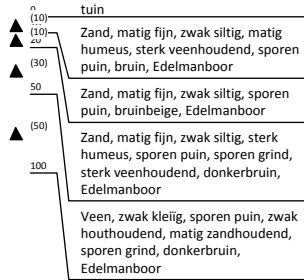 0
tuin
(10)
Zand, matig fijn, zwak siltig, matig
humeus, sterk veenhoudend, sporen
puin, bruin, Edelmanboor
(10)
20
Zand, matig fijn, zwak siltig, sporen
puin, bruinbeige, Edelmanboor
(30)
50
Zand, matig fijn, zwak siltig, sterk
humeus, sporen puin, sporen grind,
sterk veenhoudend, donkerbruin,
Edelmanboor
(50)
100
Veen, zwak kleiïg, sporen puin, zwak
houthoudend, matig zandhoudend,
sporen grind, donkerbruin,
Edelmanboor